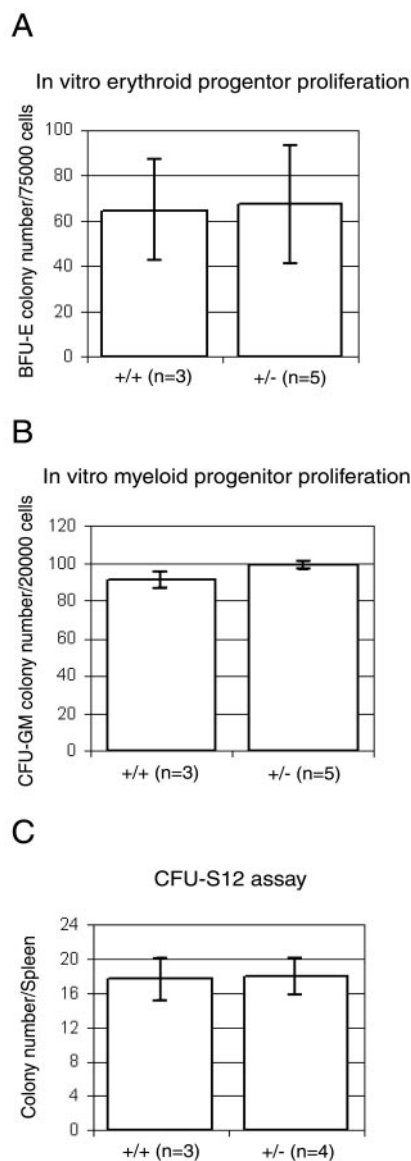 A
In vitro erythroid progentor proliferation
BFU-E colony number/75000 cells
100
80
60
40
20
0
+/+ (n=3)
+/- (n=5)
B
In vitro myeloid progenitor proliferation
CFU-GM colony number/20000 cells
120
100
80
60
40
20
0
+/+ (n=3)
+/- (n=5)
C
CFU-S12 assay
Colony number/Spleen
24
20
16
12
8
4
0
+/+ (n=3)
+/- (n=4)